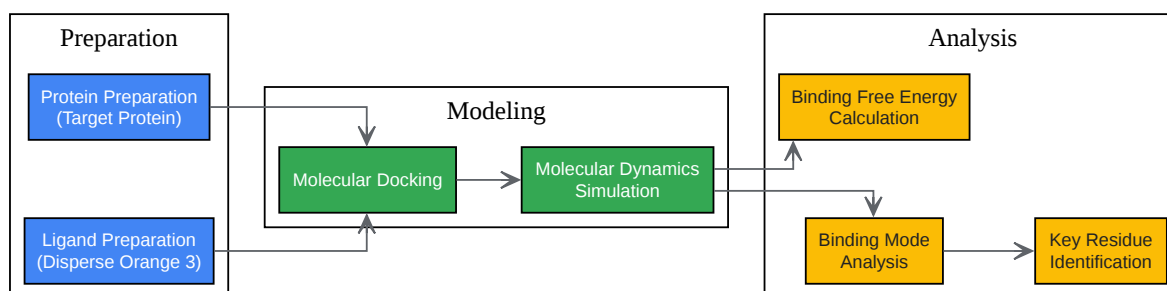 Preparation
Protein Preparation
(Target Protein)
Ligand Preparation
(Disperse Orange 3)
Modeling
Molecular Docking
Molecular Dynamics
Simulation
Analysis
Binding Free Energy
Calculation
Binding Mode
Analysis
Key Residue
Identification